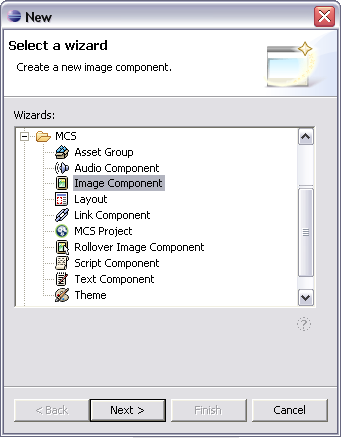 New
Select a wizard
Create a new image component.
Wizards:
MCS
Asset Group
Audio Component
Image Component
Layout
Link Component
MCS Project
Rollover Image Component
Script Component
Text Component
Theme
?
< Back
Next >
Finish
Cancel